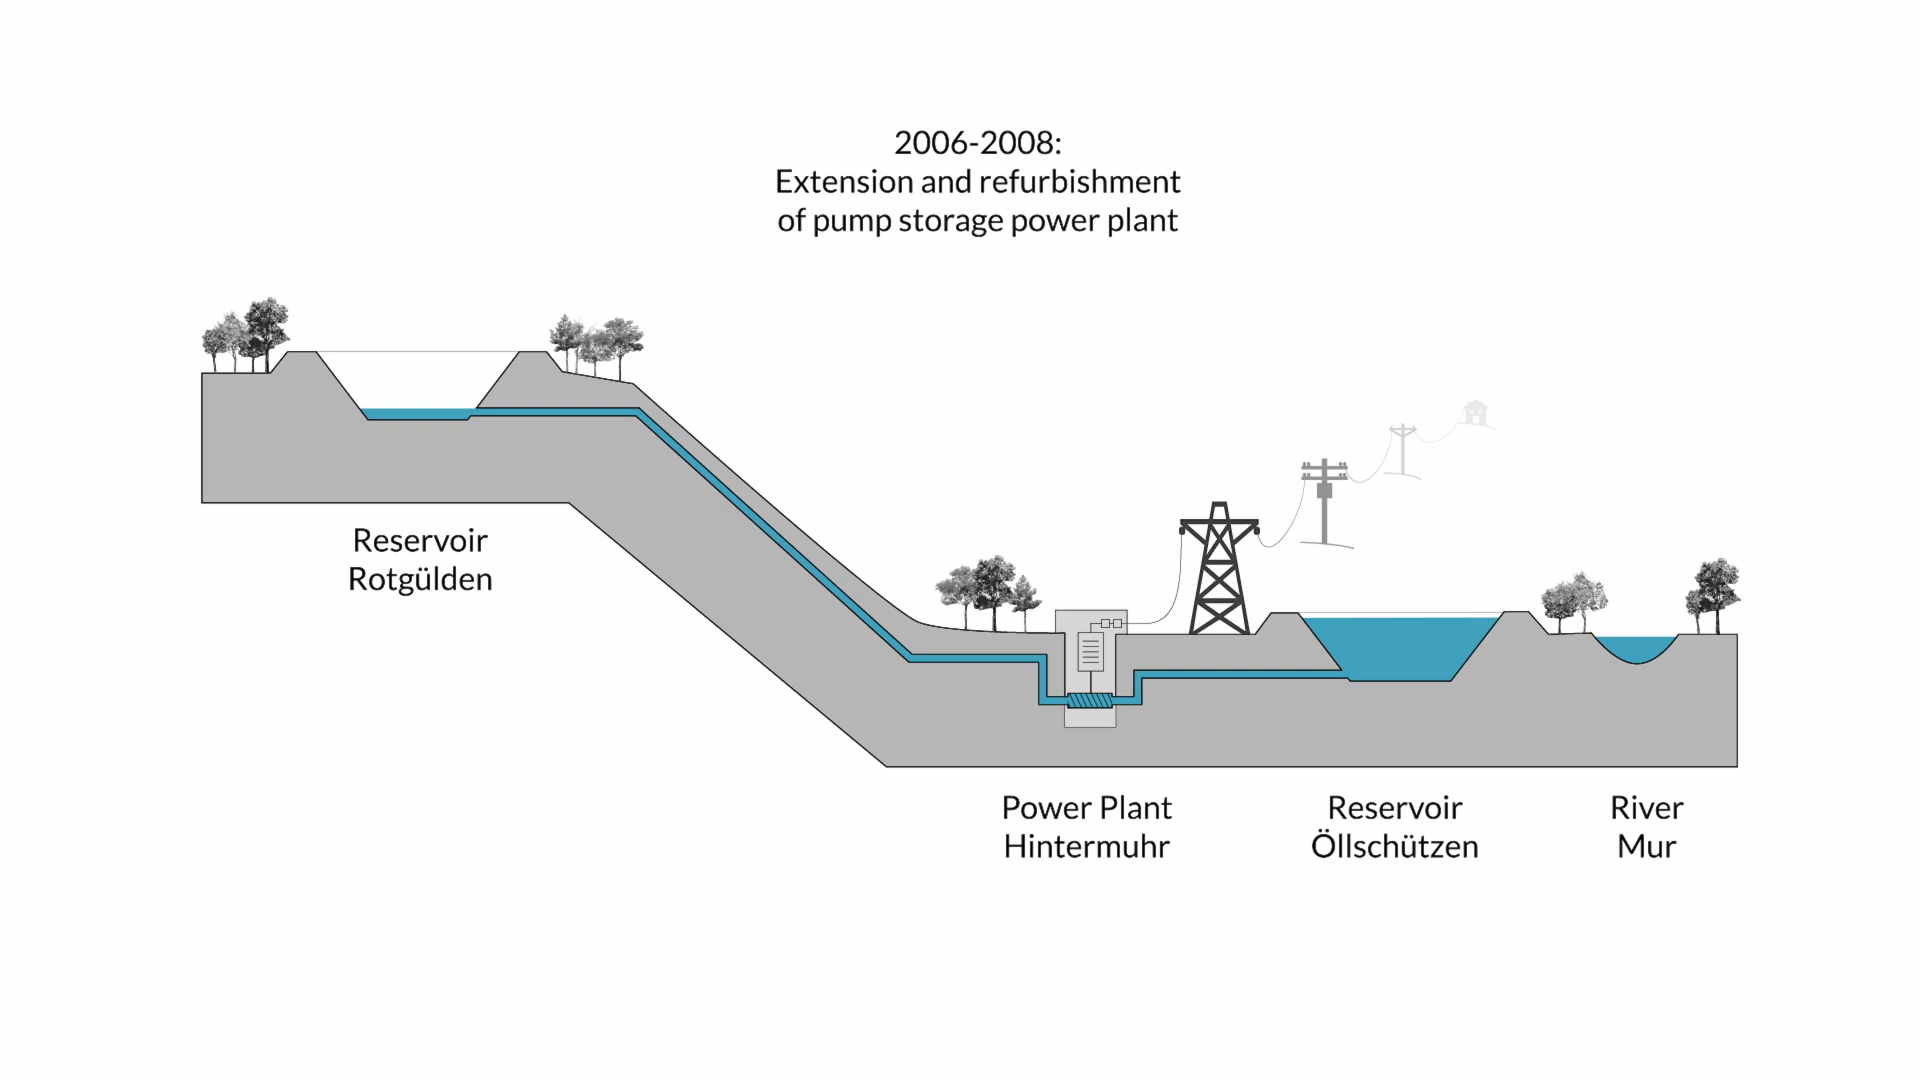 2006-2008:
Extension and refurbishment
of pump storage power plant
Reservoir
Rotgülden
Power Plant
Hintermuhr
Reservoir
Öllschützen
River
Mur